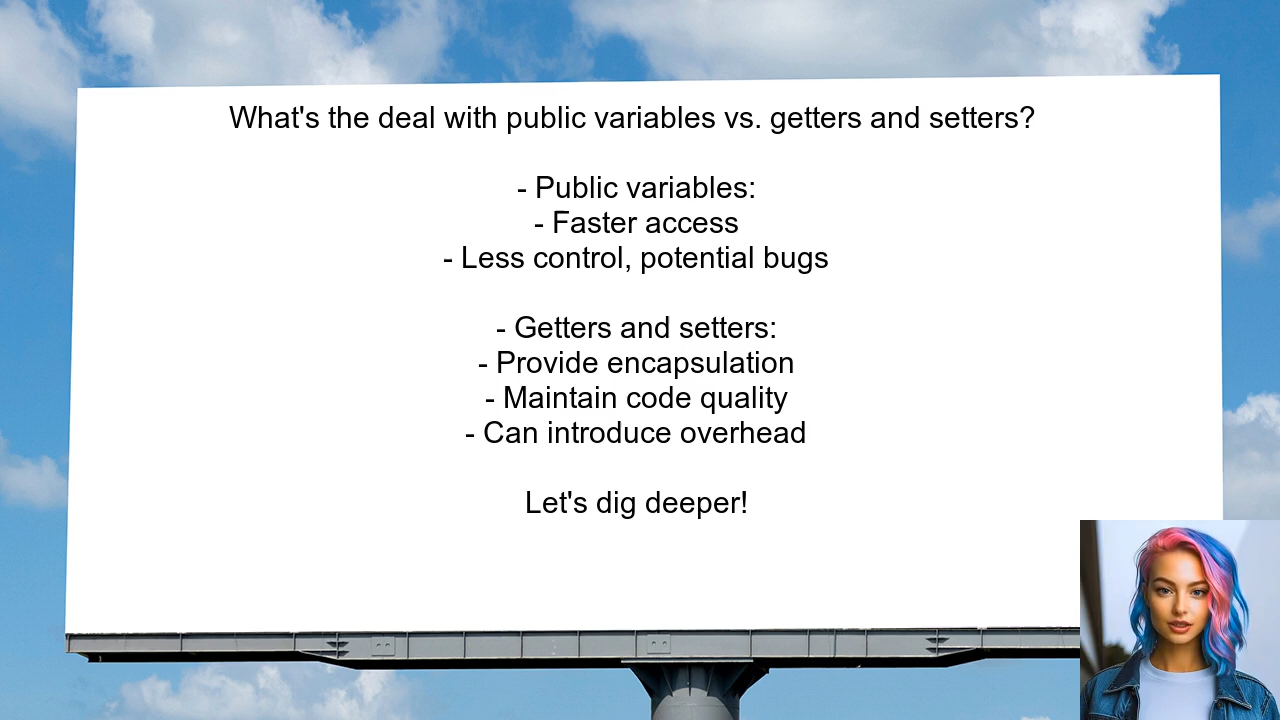 What's the deal with public variables vs. getters and setters?
- Public variables:
- Faster access
- Less control, potential bugs
- Getters and setters:
- Provide encapsulation
- Maintain code quality
- Can introduce overhead
Let's dig deeper!